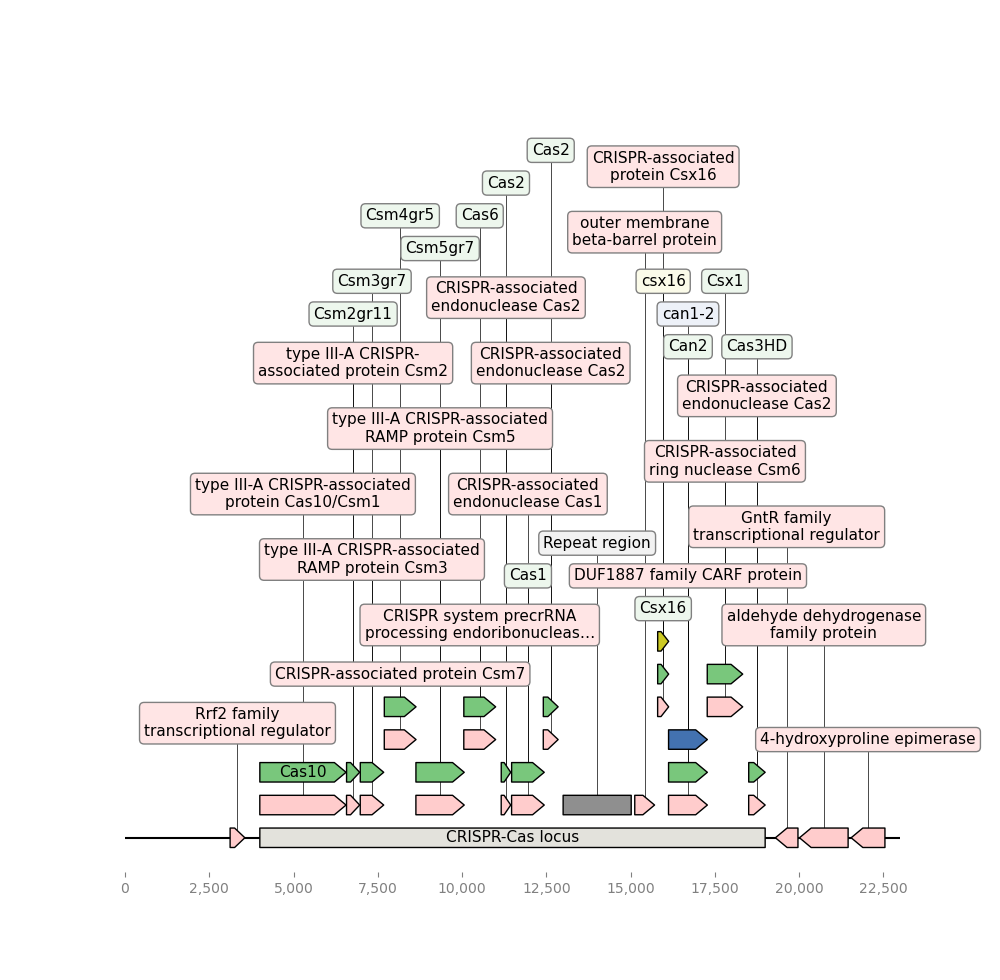 Cas2
CRISPR-associated
protein Csx16
Cas2
Csm4gr5
Cas6
outer membrane
beta-barrel protein
Csm5gr7
Csm3gr7
CRISPR-associated
endonuclease Cas2
csx16
Csx1
Csm2gr11
can1-2
Can2
Cas3HD
type III-A CRISPR-
associated protein Csm2
CRISPR-associated
endonuclease Cas2
CRISPR-associated
endonuclease Cas2
type III-A CRISPR-associated
RAMP protein Csm5
CRISPR-associated
ring nuclease Csm6
type III-A CRISPR-associated
protein Cas10/Csm1
CRISPR-associated
endonuclease Cas1
GntR family
transcriptional regulator
Repeat region
type III-A CRISPR-associated
RAMP protein Csm3
Cas1
DUF1887 family CARF protein
Csx16
CRISPR system precrRNA
processing endoribonucleas...
aldehyde dehydrogenase
family protein
CRISPR-associated protein Csm7
Rrf2 family
transcriptional regulator
4-hydroxyproline epimerase
Cas10
CRISPR-Cas locus
0 2,500 5,000 7,500 10,000 12,500 15,000 17,500 20,000 22,500